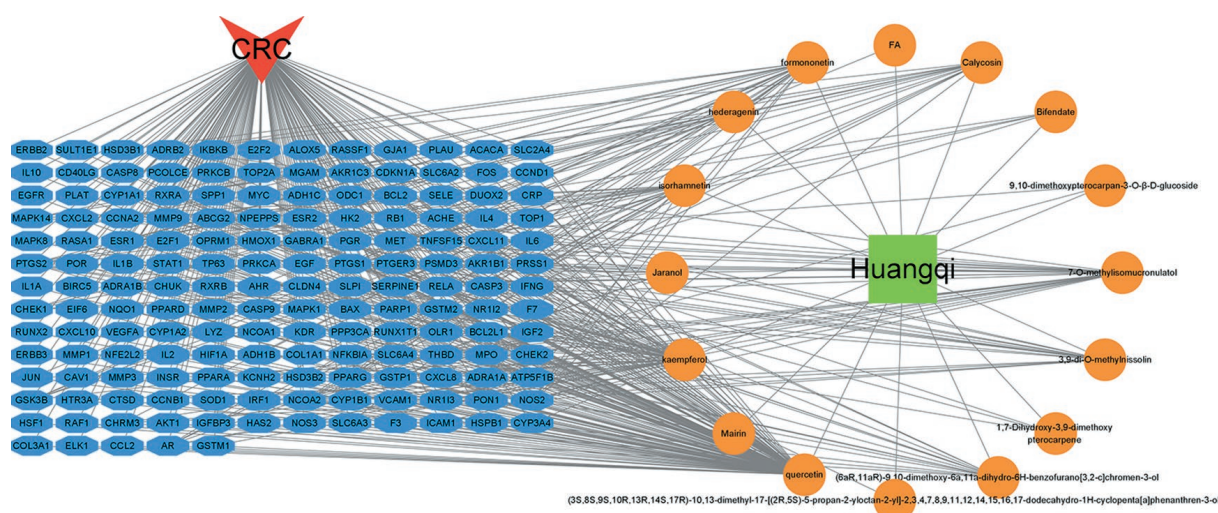 CRC
ERBB2 SULT1E1 HSD3B1 ADRB2 IKBKB E2F2 ALOX5 RASSF1 GJA1 PLAU ACACA SLC2A4
IL10 CD40LG CASP8 PCOLCE PRKCB TOP2A MGAM AKR1C3 CDKN1A SLC6A2 FOS CCND1
EGFR PLAT CYP1A1 RXRA SPP1 MYC ADH1C ODC1 BCL2 SELE DUOX2 CRP
MAPK14 CXCL2 CCNA2 MMP9 ABCG2 NPEPPS ESR2 HK2 RB1 ACHE IL4 TOP1
MAPK8 RASA1 ESR1 E2F1 OPRM1 HMOX1 GABRA1 PGR MET TNFSF15 CXCL11 IL6
PTGS2 POR IL1B STAT1 TP63 PRKCA EGF PTGS1 PTGER3 PSMD3 AKR1B1 PRSS1
IL1A BIRC5 ADRA1B CHUK RXRB AHR CLDN4 SLPI SERPINE1 RELA CASP3 IFNG
CHEK1 EIF6 NQO1 PPARD MMP2 CASP9 MAPK1 BAX PARP1 GSTM2 NR1I2 F7
RUNX2 CXCL10 VEGFA CYP1A2 LYZ NCOA1 KDR PPP3CA RUNX1T1 OLR1 BCL2L1 IGF2
ERBB3 MMP1 NFE2L2 IL2 HIF1A ADH1B COL1A1 NFKBIA SLC6A4 THBD MPO CHEK2
JUN CAV1 MMP3 INSR PPARA KCNH2 HSD3B2 PPARG GSTP1 CXCL8 ADRA1A ATP5F1B
GSK3B HTR3A CTSD CCNB1 SOD1 IRF1 NCOA2 CYP1B1 VCAM1 NR1I3 PON1 NOS2
HSF1 RAF1 CHRM3 AKT1 IGFBP3 HAS2 NOS3 SLC6A3 F3 ICAM1 HSPB1 CYP3A4
COL3A1 ELK1 CCL2 AR GSTM1
FA
formononetin
Calycosin
hederagenin
Bifendate
isorhamnetin
9,10-dimethoxypterocarpan-3-O-β-D-glucoside
Huangqi
Jaranol
7-O-methylisomucronulatol
kaempferol
3,9-di-O-methylnissolin
Mairin
1,7-Dihydroxy-3,9-dimethoxy
pterocarpene
quercetin
(6aR,11aR)-9,10-dimethoxy-6a,11a-dihydro-6H-benzofurano[3,2-c]chromen-3-ol
(3S,8S,9S,10R,13R,14S,17R)-10,13-dimethyl-17-[(2R,5S)-5-propan-2-yloctan-2-yl]-2,3,4,7,8,9,11,12,14,15,16,17-dodecahydro-1H-cyclopenta[a]phenanthren-3-ol